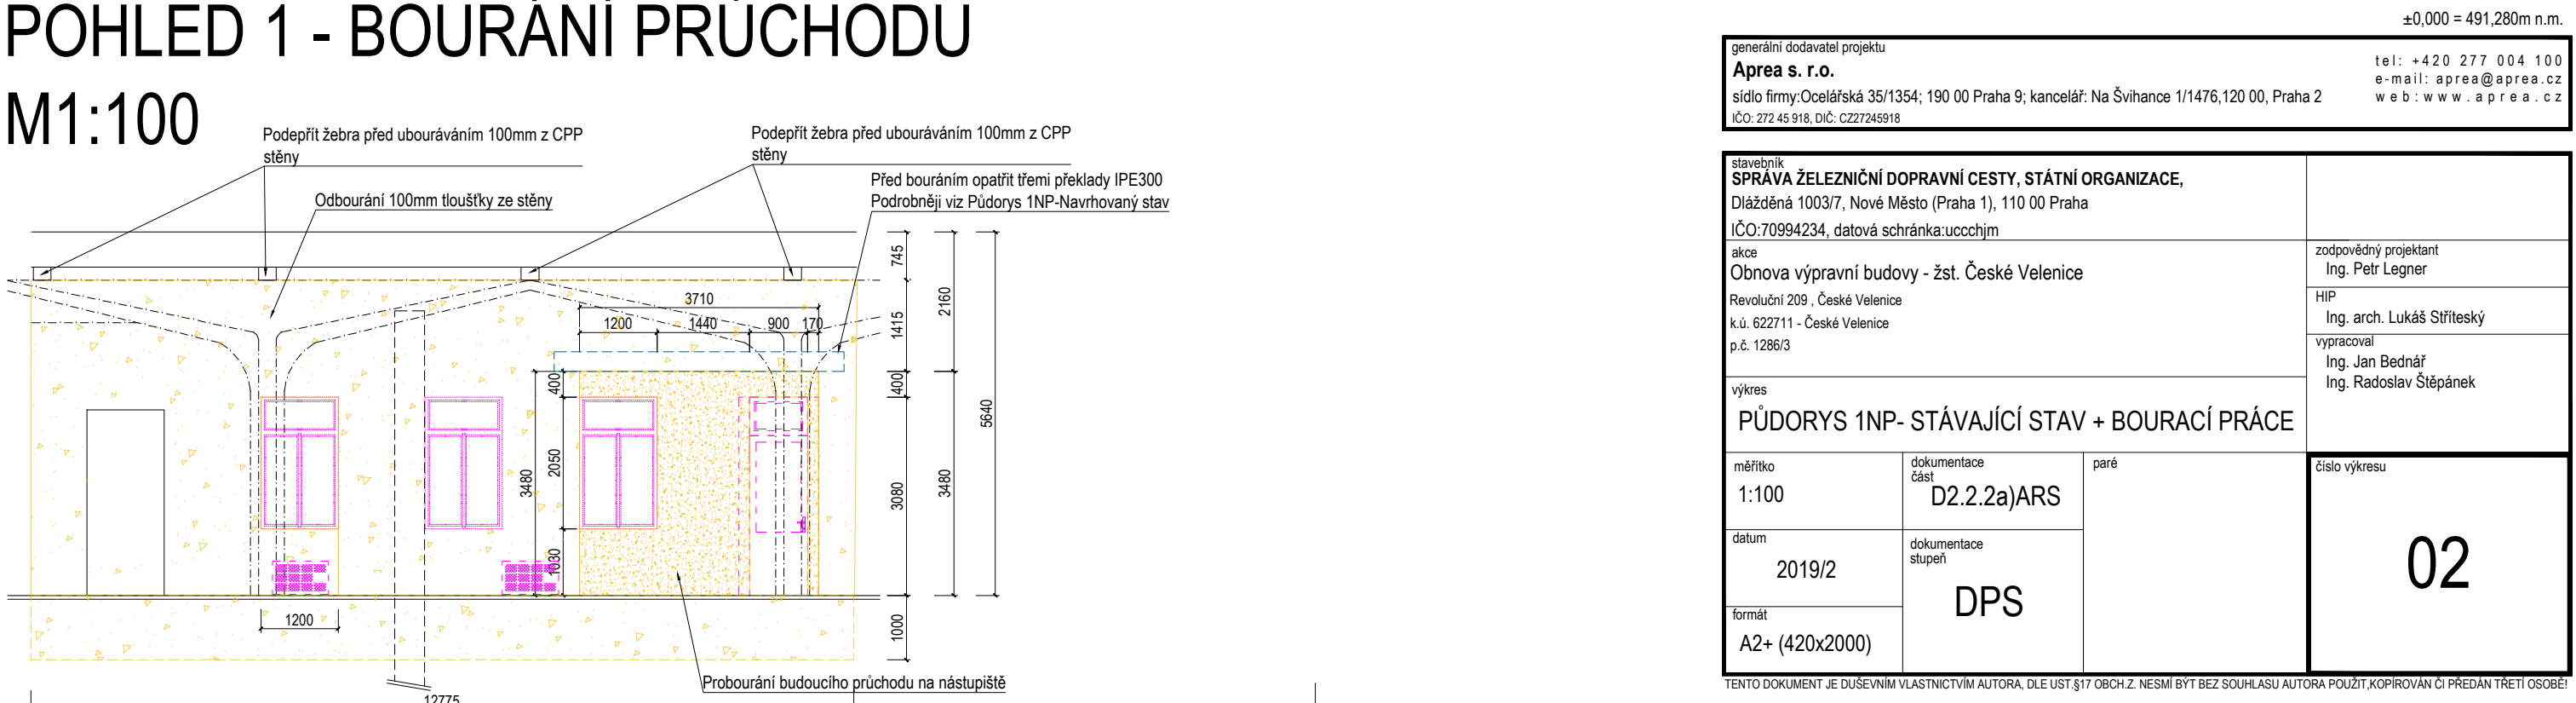 POHLED 1 - BOURÁNÍ PRŮCHODU
M1:100
Podepřít žebra před ubouráváním 100mm z CPP
stěny
Podepřít žebra před ubouráváním 100mm z CPP
stěny
Odbourání 100mm tloušťky ze stěny
Před bouráním opatřit třemi překlady IPE300
Podrobněji viz Půdorys 1NP-Navrhovaný stav
745
1415
400
3080
1000
2160
3480
5640
3710
1200
1440
900
170
400
2050
1030
3480
1200
12775
Probourání budoucího průchodu na nástupiště
±0,000 = 491,280m n.m.
generální dodavatel projektu
Aprea s. r.o.
sídlo firmy:Ocelářská 35/1354; 190 00 Praha 9; kancelář: Na Švihance 1/1476,120 00, Praha 2
IČO: 272 45 918, DIČ: CZ27245918
tel: +420 277 004 100
e-mail: aprea@aprea.cz
web:www.aprea.cz
stavebník
SPRÁVA ŽELEZNIČNÍ DOPRAVNÍ CESTY, STÁTNÍ ORGANIZACE,
Dlážděná 1003/7, Nové Město (Praha 1), 110 00 Praha
IČO:70994234, datová schránka:uccchjm
akce
Obnova výpravní budovy - žst. České Velenice
Revoluční 209 , České Velenice
k.ú. 622711 - České Velenice
p.č. 1286/3
zodpovědný projektant
Ing. Petr Legner
HIP
Ing. arch. Lukáš Stříteský
vypracoval
Ing. Jan Bednář
Ing. Radoslav Štěpánek
výkres
PŮDORYS 1NP- STÁVAJÍCÍ STAV + BOURACÍ PRÁCE
měřítko
1:100
dokumentace
část
D2.2.2a)ARS
paré
číslo výkresu
02
datum
2019/2
dokumentace
stupeň
DPS
formát
A2+ (420x2000)
TENTO DOKUMENT JE DUŠEVNÍM VLASTNICTVÍM AUTORA, DLE UST.§17 OBCH.Z. NESMÍ BÝT BEZ SOUHLASU AUTORA POUŽIT,KOPÍROVÁN ČI PŘEDÁN TŘETÍ OSOBĚ!